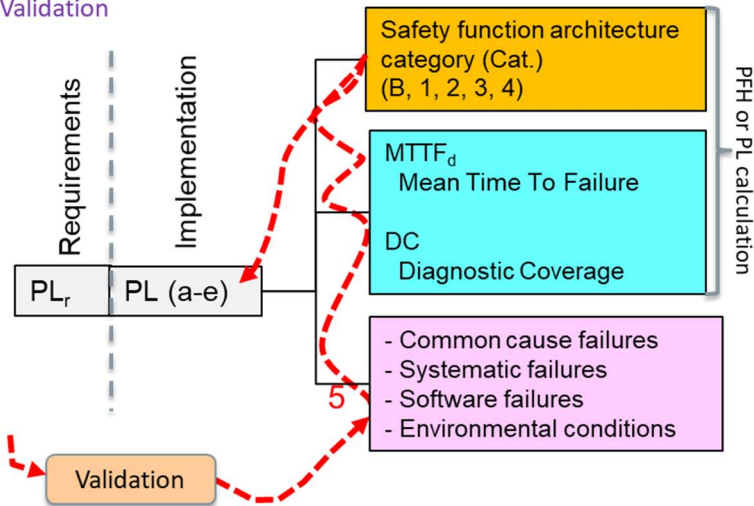 Validation
Requirements
Implementation
PLr
PL (a-e)
Safety function architecture
category (Cat.)
(B, 1, 2, 3, 4)
MTTFd
Mean Time To Failure
DC
Diagnostic Coverage
PFH or PL calculation
- Common cause failures
- Systematic failures
- Software failures
- Environmental conditions
5
Validation